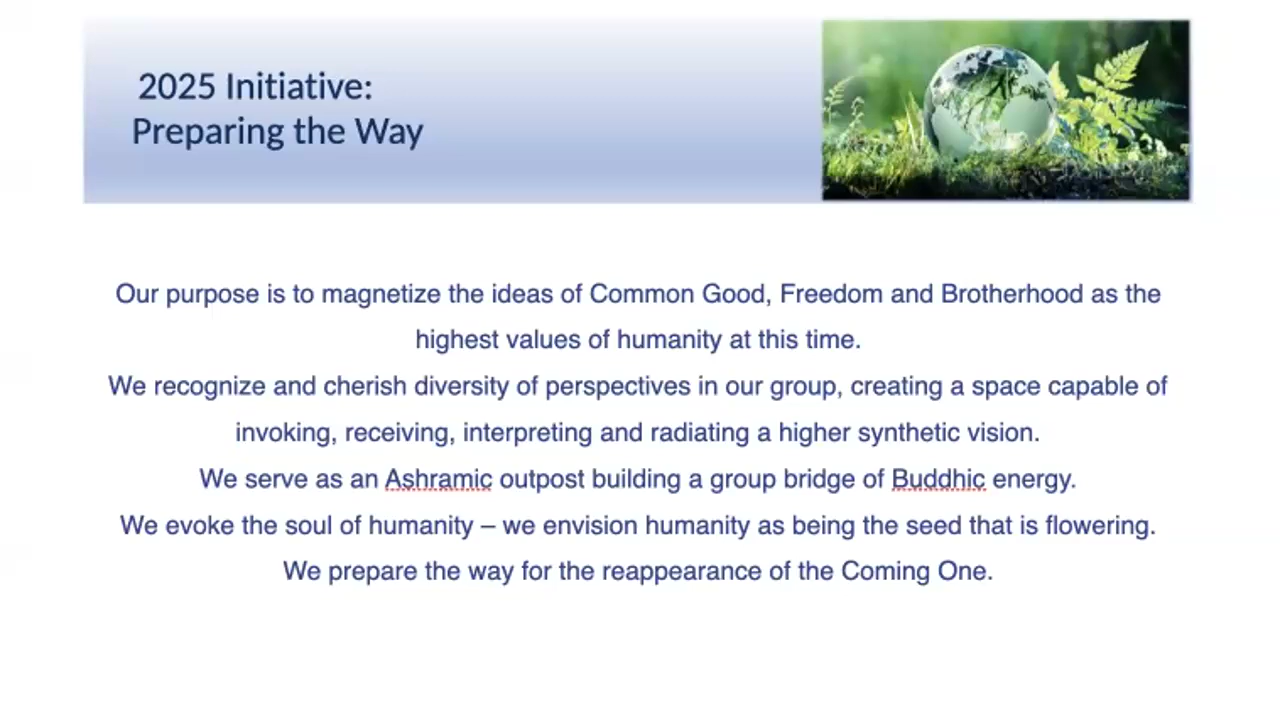 2025 Initiative:
Preparing the Way
Our purpose is to magnetize the ideas of Common Good, Freedom and Brotherhood as the
highest values of humanity at this time.
We recognize and cherish diversity of perspectives in our group, creating a space capable of
invoking, receiving, interpreting and radiating a higher synthetic vision.
We serve as an Ashramic outpost building a group bridge of Buddhic energy.
We evoke the soul of humanity – we envision humanity as being the seed that is flowering.
We prepare the way for the reappearance of the Coming One.